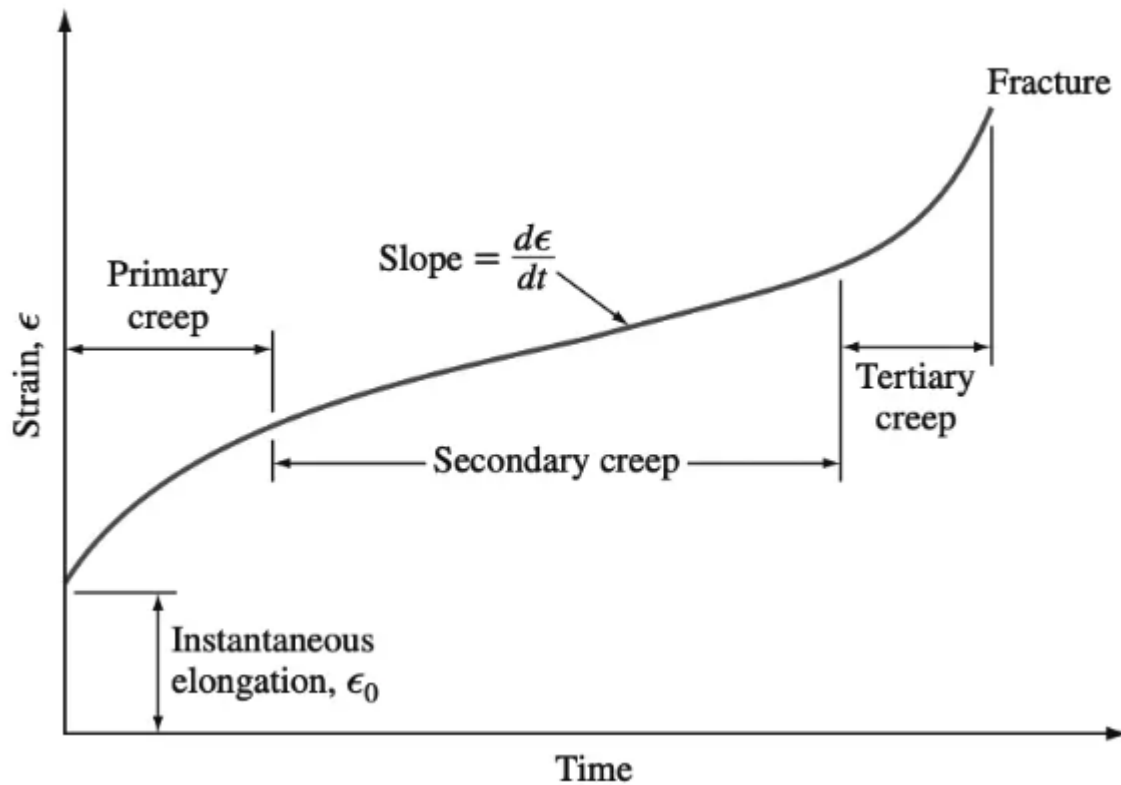 Fracture
Slope = dϵ/dt
Primary
creep
Strain, ϵ
Tertiary
creep
Secondary creep
Instantaneous
elongation, ϵ₀
Time